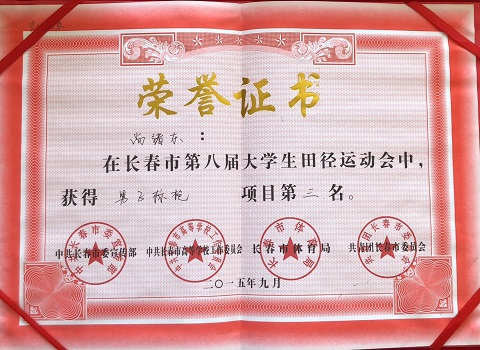 荣誉证书
尚绪东：
在长春市第八届大学生田径运动会中，
获得 男子标枪 项目第三名。
中共长春市委宣传部 中共长春市高等学校工作委员会 长春市体育局 共青团长春市委员会
二〇一五年九月